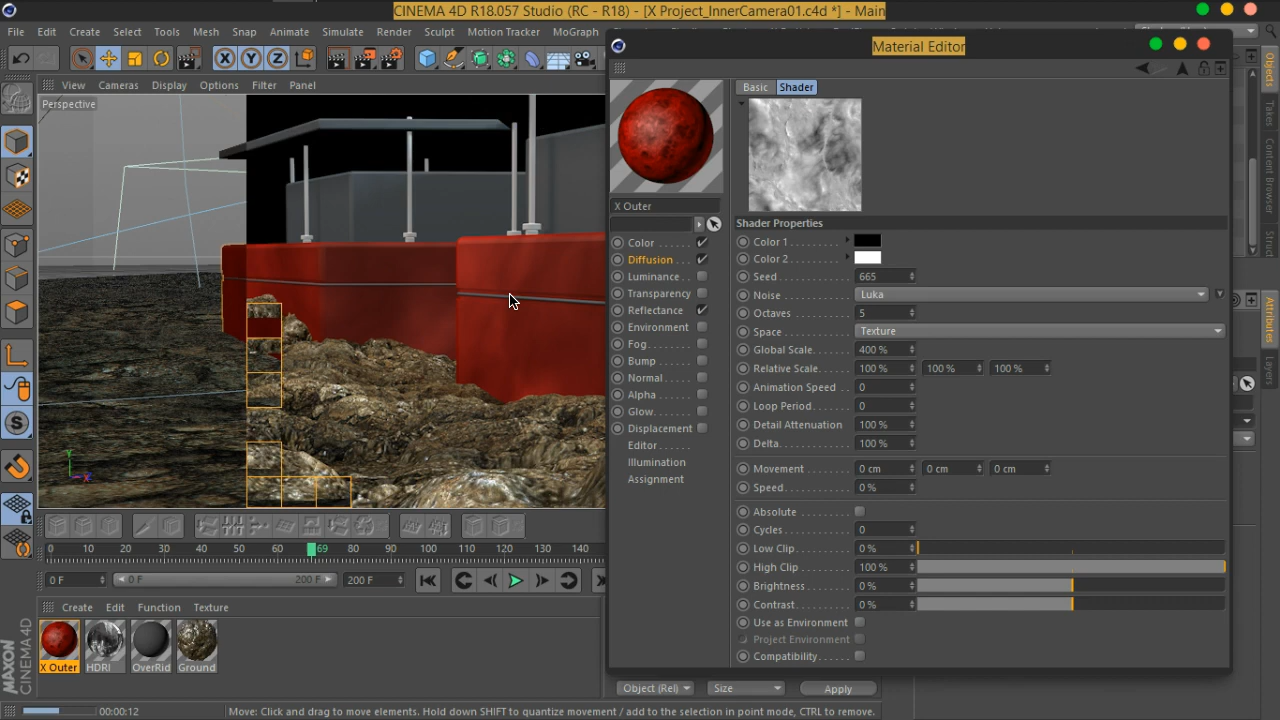 CINEMA 4D R18.057 Studio (RC - R18) - [X Project_InnerCamera01.c4d *] - Main
File Edit Create Select Tools Mesh Snap Animate Simulate Render Sculpt Motion Tracker MoGraph
Material Editor
X Y Z
View Cameras Display Options Filter Panel
Perspective
Basic Shader
X Outer
Color
Diffusion
Luminance
Transparency
Reflectance
Environment
Fog
Bump
Normal
Alpha
Glow
Displacement
Editor
Illumination
Assignment
Shader Properties
Color 1
Color 2
Seed 665
Noise Luka
Octaves 5
Space Texture
Global Scale 400 %
Relative Scale 100 % 100 % 100 %
Animation Speed 0
Loop Period 0
Detail Attenuation 100 %
Delta 100 %
Movement 0 cm 0 cm 0 cm
Speed 0 %
Absolute
Cycles 0
Low Clip 0 %
High Clip 100 %
Brightness 0 %
Contrast 0 %
Use as Environment
Project Environment
Compatibility
Objects
Takes
Content Browser
Structure
Attributes
Layers
Y
X
0 10 20 30 40 50 60 69 80 90 100 110 120 130 140
0 F 0 F 200 F 200 F
Create Edit Function Texture
X Outer HDRI OverRid Ground
MAXON CINEMA 4D
Object (Rel) Size Apply
00:00:12 Move: Click and drag to move elements. Hold down SHIFT to quantize movement / add to the selection in point mode, CTRL to remove.